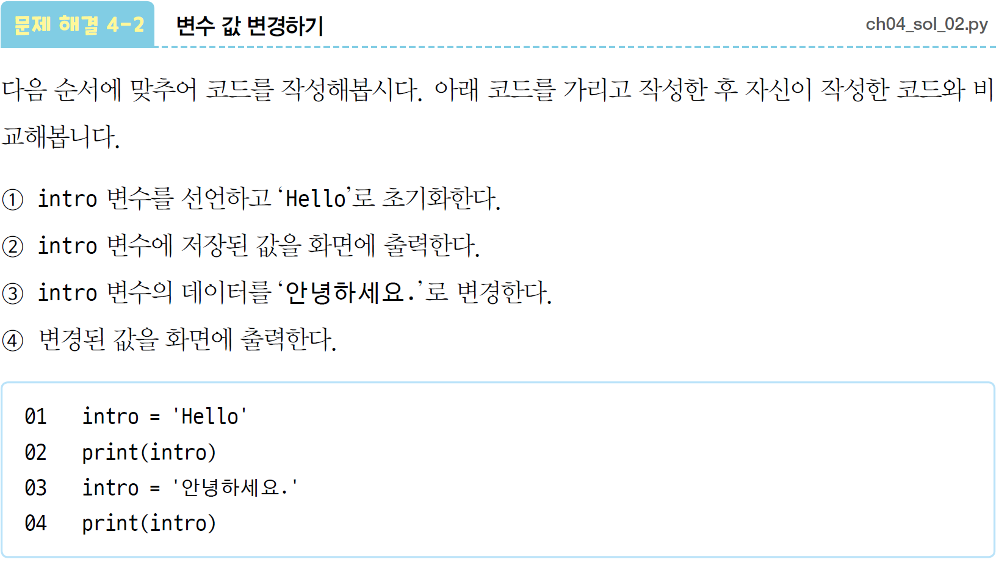 문제 해결 4-2 변수 값 변경하기 ch04_sol_02.py
다음 순서에 맞추어 코드를 작성해봅시다. 아래 코드를 가리고 작성한 후 자신이 작성한 코드와 비
교해봅니다.
① intro 변수를 선언하고 ‘Hello’로 초기화한다.
② intro 변수에 저장된 값을 화면에 출력한다.
③ intro 변수의 데이터를 ‘안녕하세요.’로 변경한다.
④ 변경된 값을 화면에 출력한다.
01 intro = 'Hello'
02 print(intro)
03 intro = '안녕하세요.'
04 print(intro)